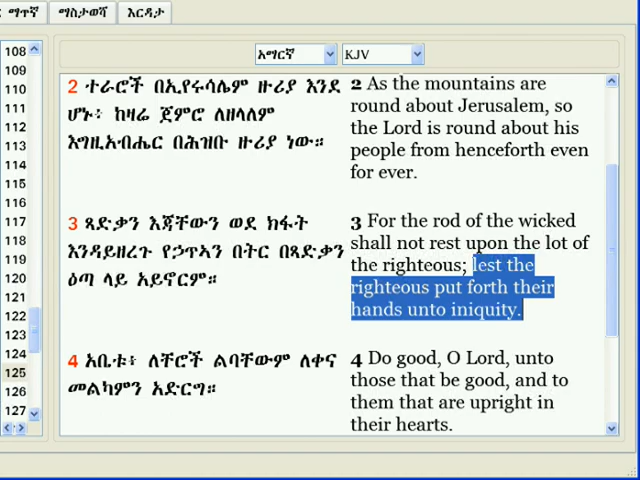 ማጥኛ ማስታወሻ እርዳታ
108
109
110
111
112
113
114
115
116
117
118
119
120
121
122
123
124
125
126
127
አማርኛ KJV
2 ተራሮች በኢየሩሳሌም ዙሪያ እንደ
ሆኑ፥ ከዛሬ ጀምሮ ለዘላለም
እግዚአብሔር በሕዝቡ ዙሪያ ነው።
3 ጻድቃን እጃቸውን ወደ ክፋት
እንዳይዘረጉ የኃጥኣን በትር በጻድቃን
ዕጣ ላይ አይኖርም።
4 አቤቱ፥ ለቸሮች ልባቸውም ለቀና
መልካምን አድርግ።
2 As the mountains are
round about Jerusalem, so
the Lord is round about his
people from henceforth even
for ever.
3 For the rod of the wicked
shall not rest upon the lot of
the righteous; lest the
righteous put forth their
hands unto iniquity.
4 Do good, O Lord, unto
those that be good, and to
them that are upright in
their hearts.